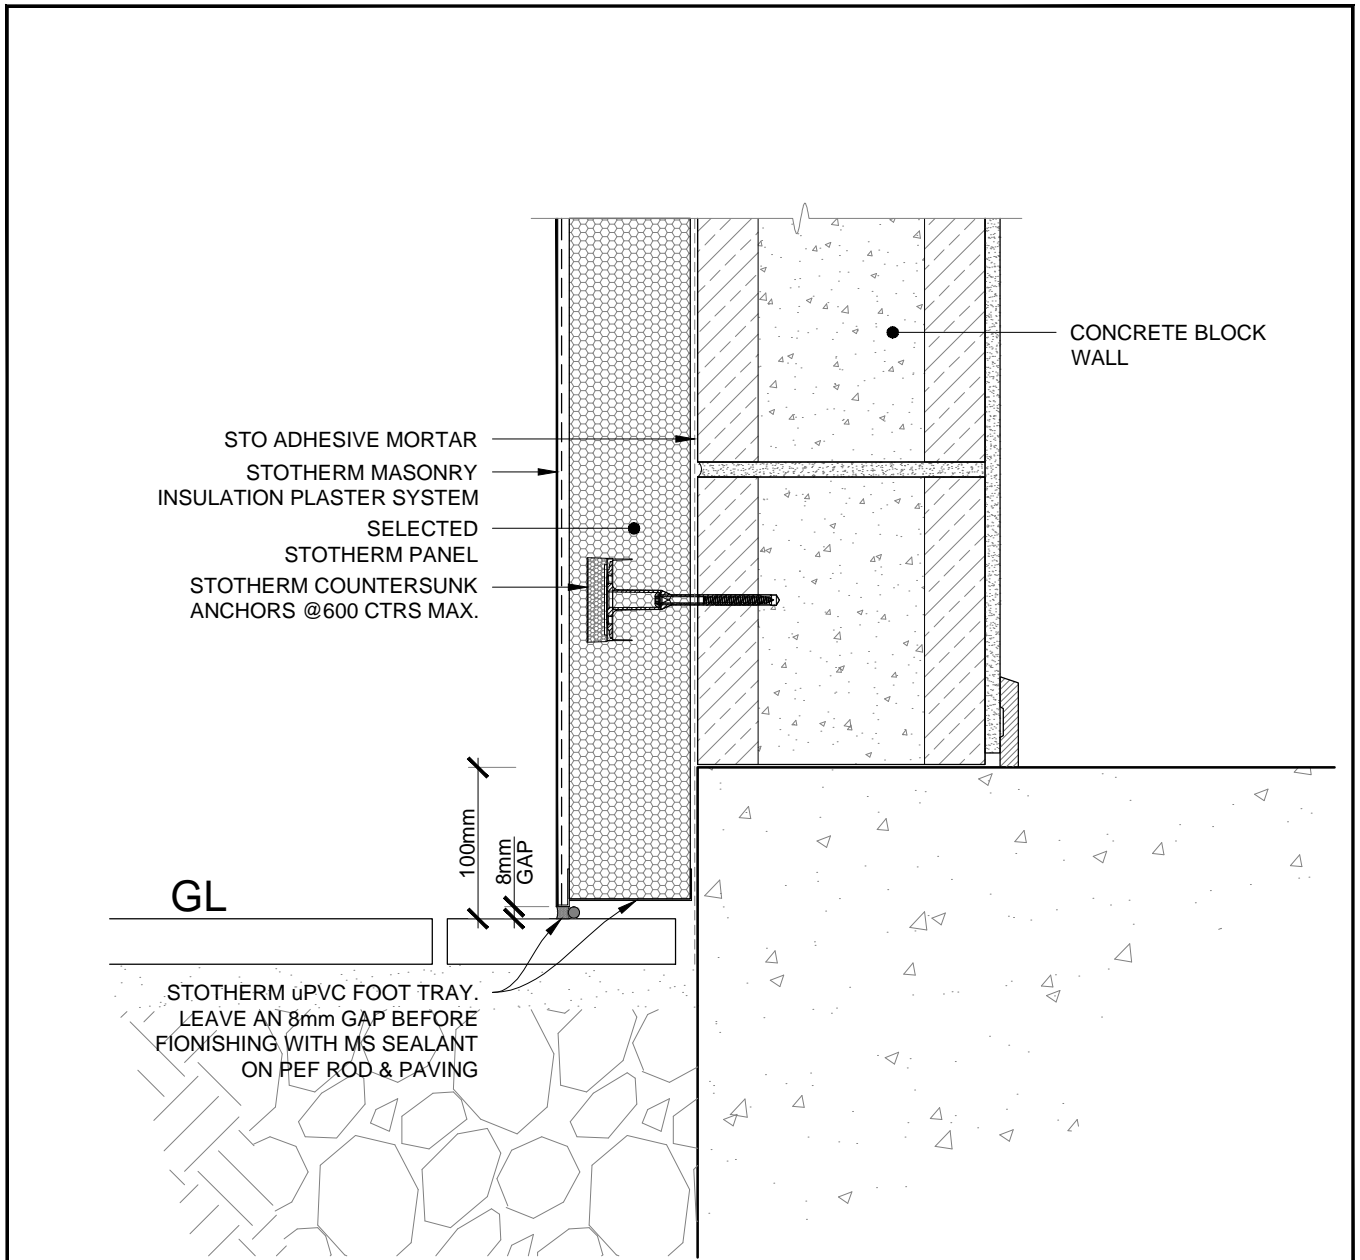 CONCRETE BLOCK
WALL
STO ADHESIVE MORTAR
STOTHERM MASONRY
INSULATION PLASTER SYSTEM
SELECTED
STOTHERM PANEL
STOTHERM COUNTERSUNK
ANCHORS @600 CTRS MAX.
100mm
8mm
GAP
GL
STOTHERM uPVC FOOT TRAY.
LEAVE AN 8mm GAP BEFORE
FIONISHING WITH MS SEALANT
ON PEF ROD & PAVING